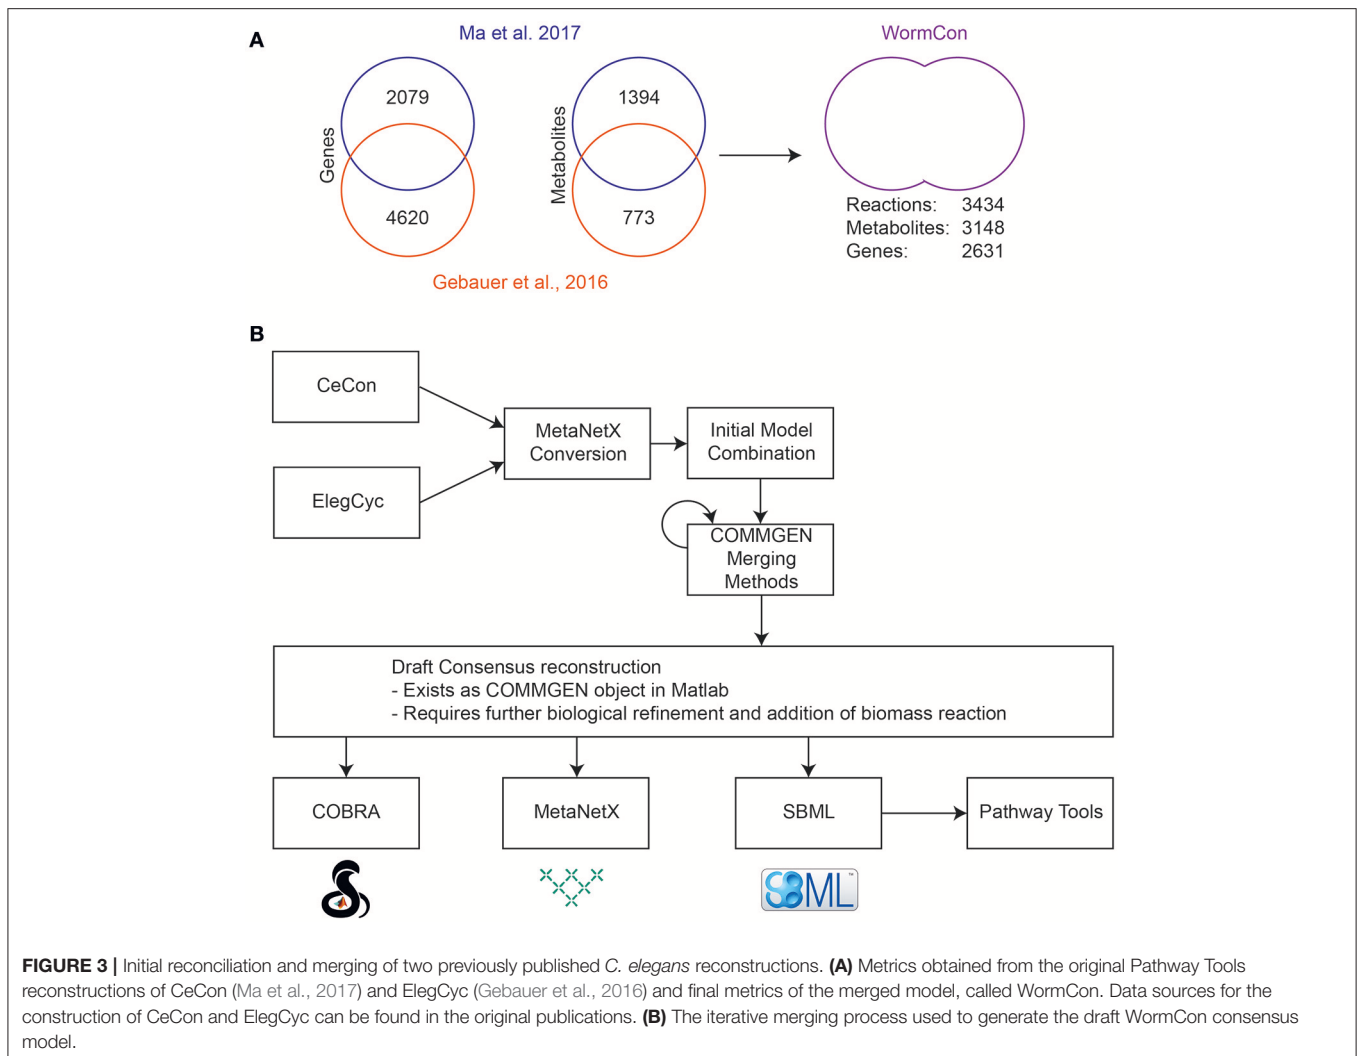 A
Ma et al. 2017
WormCon
Genes
2079
4620
Metabolites
1394
773
Reactions: 3434
Metabolites: 3148
Genes: 2631
Gebauer et al., 2016
B
CeCon
ElegCyc
MetaNetX
Conversion
Initial Model
Combination
COMMGEN
Merging
Methods
Draft Consensus reconstruction
- Exists as COMMGEN object in Matlab
- Requires further biological refinement and addition of biomass reaction
COBRA
MetaNetX
SBML
Pathway Tools
SBML™
FIGURE 3 | Initial reconciliation and merging of two previously published C. elegans reconstructions. (A) Metrics obtained from the original Pathway Tools
reconstructions of CeCon (Ma et al., 2017) and ElegCyc (Gebauer et al., 2016) and final metrics of the merged model, called WormCon. Data sources for the
construction of CeCon and ElegCyc can be found in the original publications. (B) The iterative merging process used to generate the draft WormCon consensus
model.